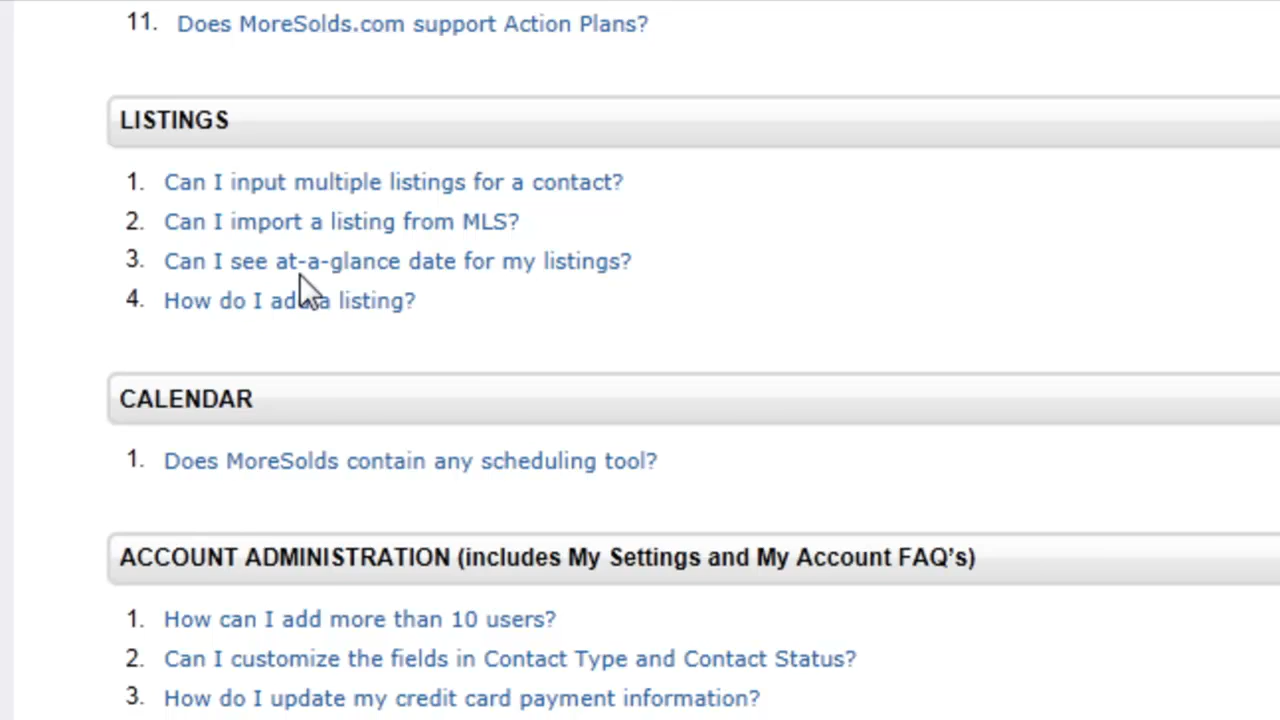 11. Does MoreSolds.com support Action Plans?
LISTINGS
1. Can I input multiple listings for a contact?
2. Can I import a listing from MLS?
3. Can I see at-a-glance date for my listings?
4. How do I add a listing?
CALENDAR
1. Does MoreSolds contain any scheduling tool?
ACCOUNT ADMINISTRATION (includes My Settings and My Account FAQ's)
1. How can I add more than 10 users?
2. Can I customize the fields in Contact Type and Contact Status?
3. How do I update my credit card payment information?